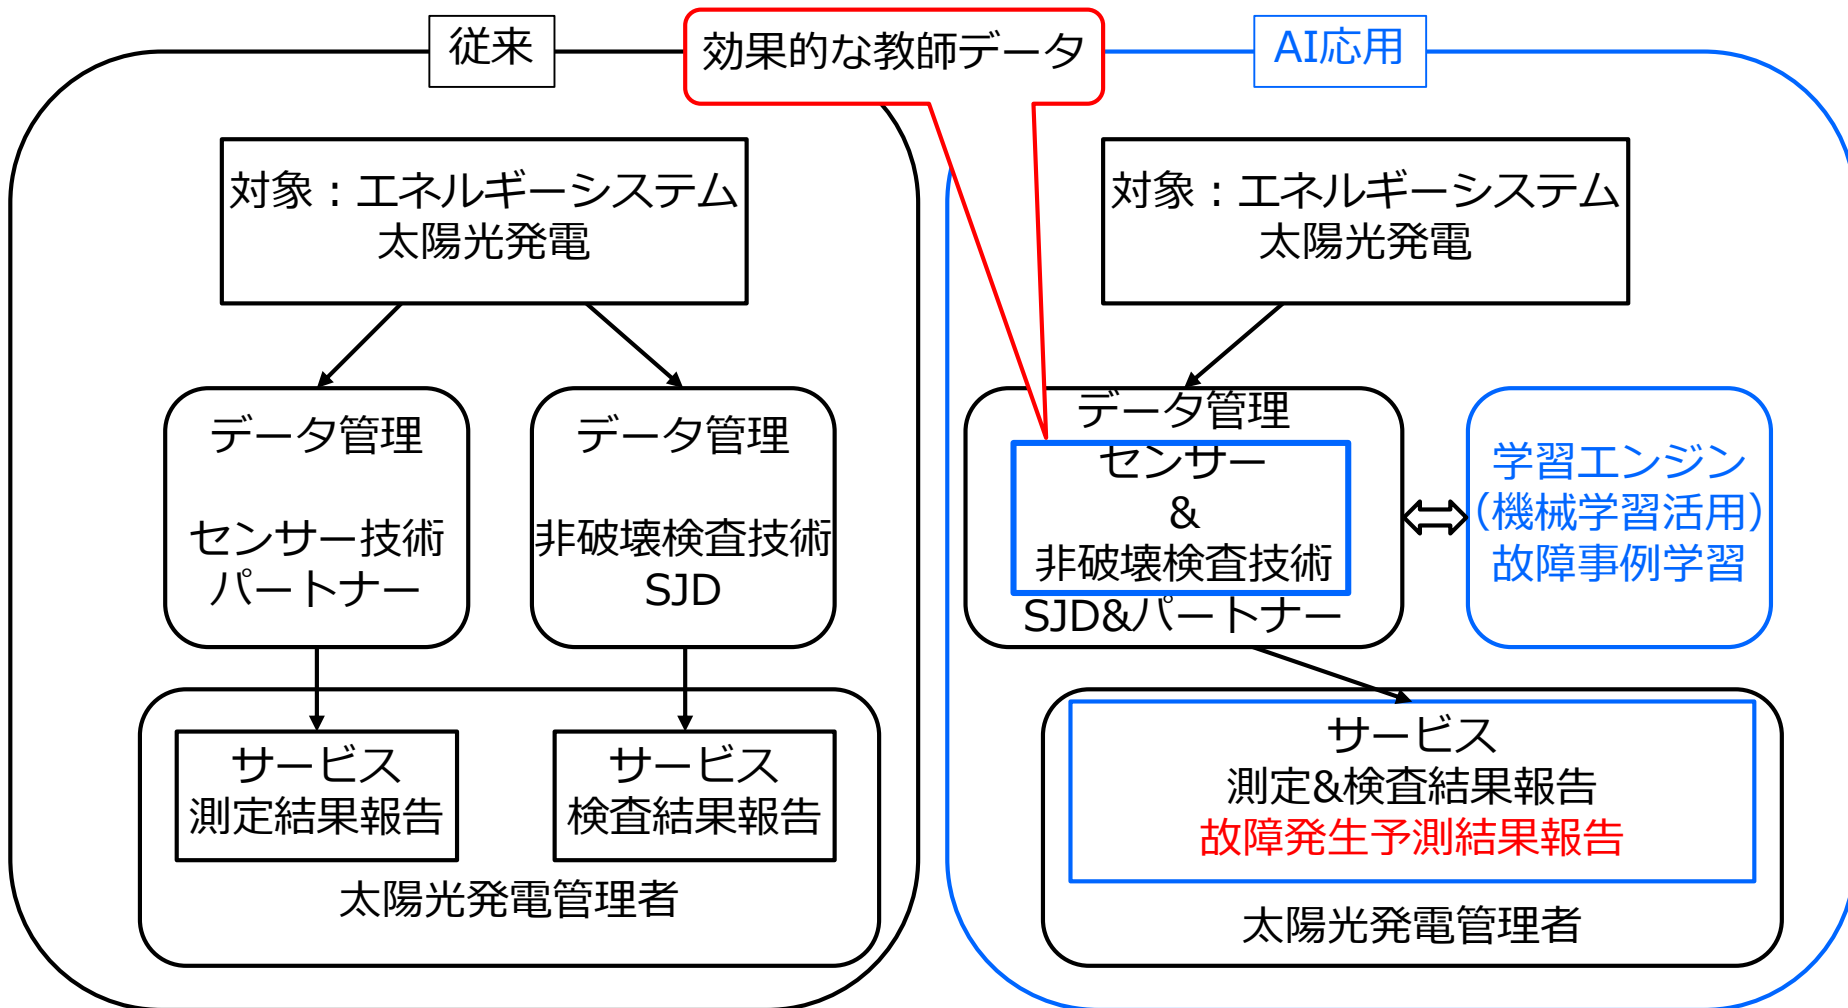 従来
効果的な教師データ
AI応用
対象：エネルギーシステム
太陽光発電
データ管理
センサー技術
パートナー
データ管理
非破壊検査技術
SJD
サービス
測定結果報告
サービス
検査結果報告
太陽光発電管理者
対象：エネルギーシステム
太陽光発電
データ管理
センサー
&
非破壊検査技術
SJD&パートナー
学習エンジン
（機械学習活用）
故障事例学習
サービス
測定&検査結果報告
故障発生予測結果報告
太陽光発電管理者